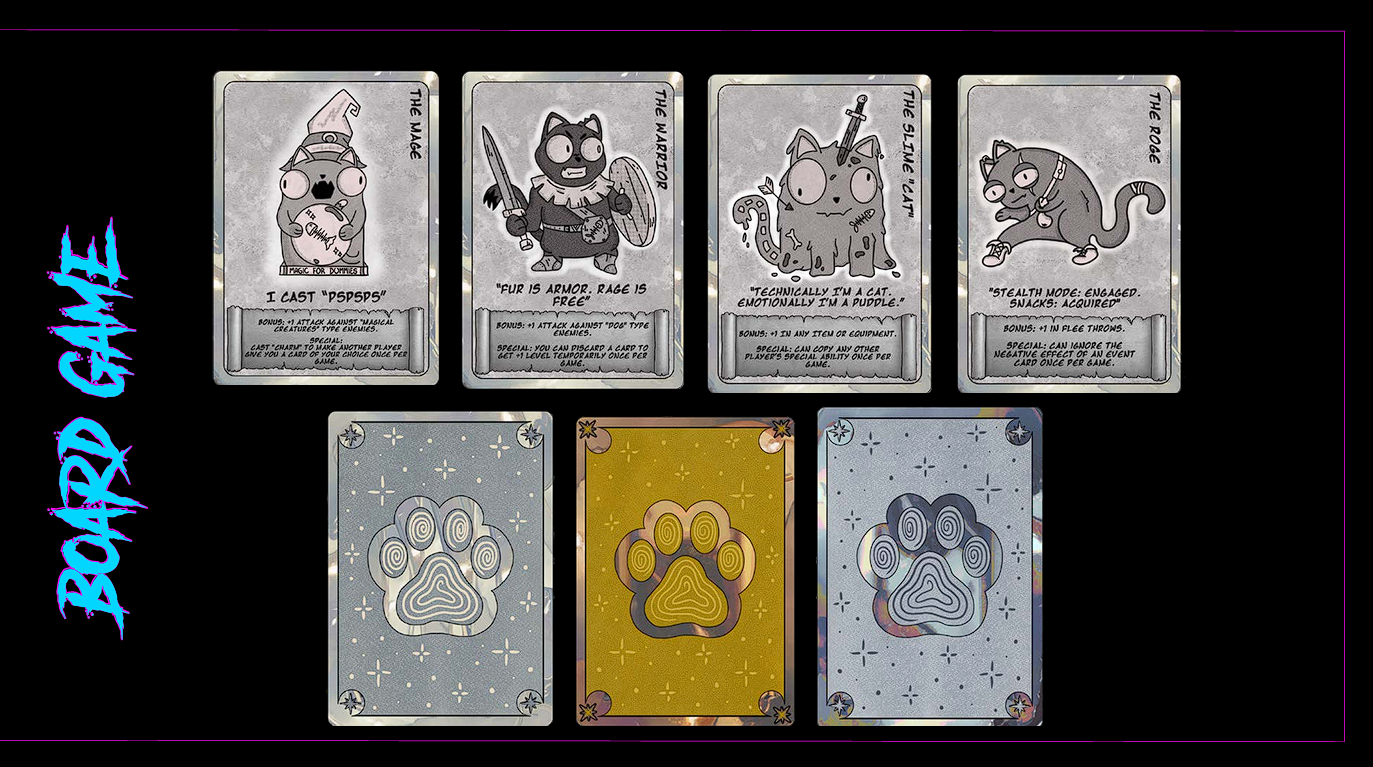 BOARD GAME
THE MAGE
MAGIC FOR DUMMIES
I CAST "PSPSPS"
BONUS: +1 ATTACK AGAINST "MAGICAL
CREATURES" TYPE ENEMIES.
SPECIAL:
CAST "CHARM" TO MAKE ANOTHER PLAYER
GIVE YOU A CARD OF YOUR CHOICE ONCE PER
GAME.
THE WARRIOR
"FUR IS ARMOR. RAGE IS
FREE"
BONUS: +1 ATTACK AGAINST "DOG" TYPE
ENEMIES.
SPECIAL: YOU CAN DISCARD A CARD TO
GET +1 LEVEL TEMPORARILY ONCE PER
GAME.
THE SLIME "CAT"
"TECHNICALLY I'M A CAT.
EMOTIONALLY I'M A PUDDLE."
BONUS: +1 IN ANY ITEM OR EQUIPMENT.
SPECIAL: CAN COPY ANY OTHER
PLAYER'S SPECIAL ABILITY ONCE PER
GAME.
THE ROGE
"STEALTH MODE: ENGAGED.
SNACKS: ACQUIRED"
BONUS: +1 IN FLEE THROWS.
SPECIAL: CAN IGNORE THE
NEGATIVE EFFECT OF AN EVENT
CARD ONCE PER GAME.